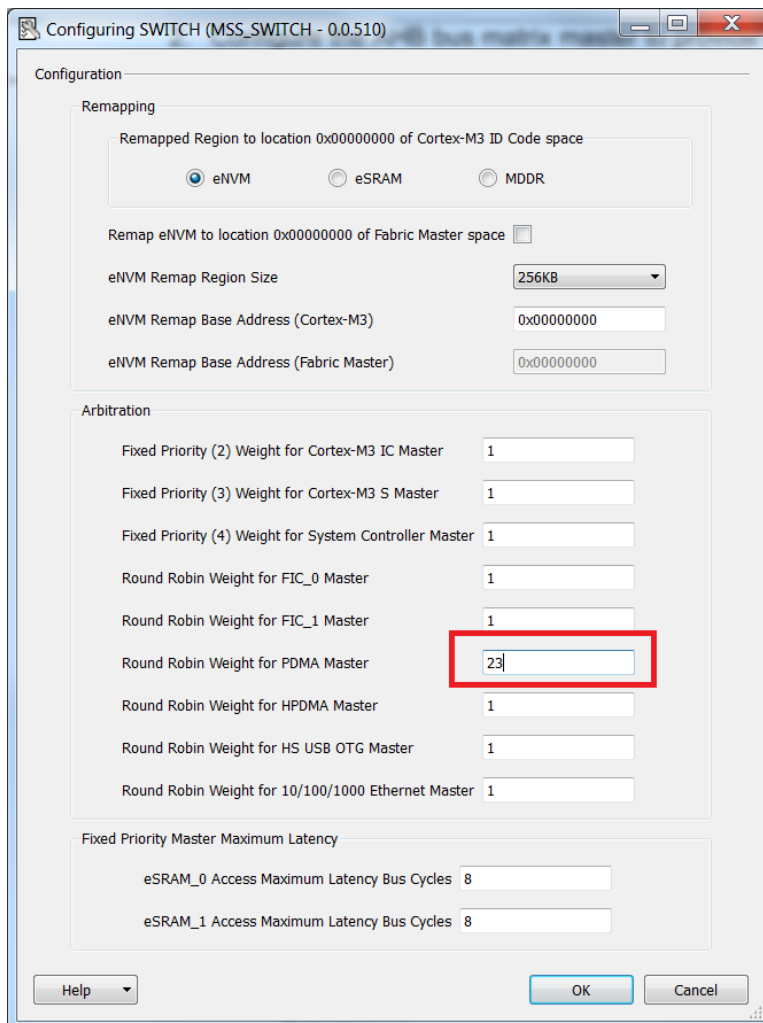 Configuring SWITCH (MSS_SWITCH - 0.0.510)
Configuration
Remapping
Remapped Region to location 0x00000000 of Cortex-M3 ID Code space
eNVM eSRAM MDDR
Remap eNVM to location 0x00000000 of Fabric Master space
eNVM Remap Region Size 256KB
eNVM Remap Base Address (Cortex-M3) 0x00000000
eNVM Remap Base Address (Fabric Master) 0x00000000
Arbitration
Fixed Priority (2) Weight for Cortex-M3 IC Master 1
Fixed Priority (3) Weight for Cortex-M3 S Master 1
Fixed Priority (4) Weight for System Controller Master 1
Round Robin Weight for FIC_0 Master 1
Round Robin Weight for FIC_1 Master 1
Round Robin Weight for PDMA Master 23
Round Robin Weight for HPDMA Master 1
Round Robin Weight for HS USB OTG Master 1
Round Robin Weight for 10/100/1000 Ethernet Master 1
Fixed Priority Master Maximum Latency
eSRAM_0 Access Maximum Latency Bus Cycles 8
eSRAM_1 Access Maximum Latency Bus Cycles 8
Help OK Cancel